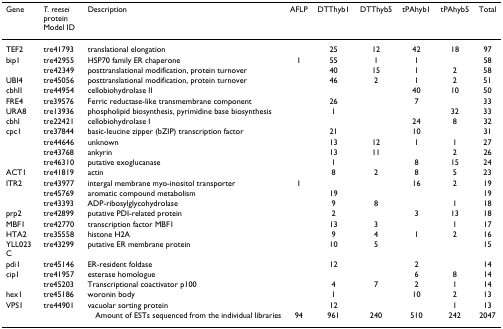 Gene T. reesei protein Model ID Description AFLP DTThyb1 DTThyb5 tPAhyb1 tPAhyb5 Total
TEF2 tre41793 translational elongation 25 12 42 18 97
bip1 tre42955 HSP70 family ER chaperone 1 55 1 1 58
tre42349 posttranslational modification, protein turnover 40 15 1 2 58
UBI4 tre45056 posttranslational modification, protein turnover 46 2 1 2 51
cbhII tre44954 cellobiohydrolase II 40 10 50
FRE4 tre39576 Ferric reductase-like transmembrane component 26 7 33
URA8 tre13936 phospholipid biosynthesis, pyrimidine base biosynthesis 1 32 33
cbhI tre22421 cellobiohydrolase I 24 8 32
cpc1 tre37844 basic-leucine zipper (bZIP) transcription factor 21 10 31
tre44646 unknown 13 12 1 1 27
tre43768 ankyrin 13 11 2 26
tre46310 putative exoglucanase 1 8 15 24
ACT1 tre41819 actin 8 2 8 5 23
ITR2 tre43977 intergal membrane myo-inositol transporter 1 16 2 19
tre45769 aromatic compound metabolism 19 19
tre43393 ADP-ribosylglycohydrolase 9 8 1 18
prp2 tre42899 putative PDI-related protein 2 3 13 18
MBF1 tre42770 transcription factor MBF1 13 3 1 17
HTA2 tre35558 histone H2A 9 4 1 2 16
YLL023C tre43299 putative ER membrane protein 10 5 15
pdi1 tre45146 ER-resident foldase 12 2 14
cip1 tre41957 esterase homologue 6 8 14
tre45203 Transcriptional coactivator p100 4 7 2 1 14
hex1 tre45186 woronin body 1 10 2 13
VPS1 tre44901 vacuolar sorting protein 12 1 13
Amount of ESTs sequenced from the individual libraries 94 961 240 510 242 2047